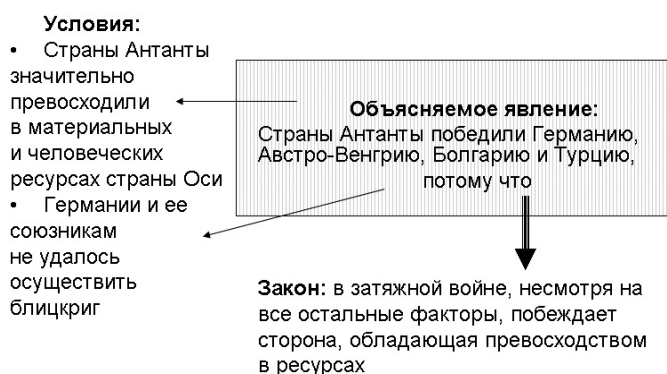 Условия:
• Страны Антанты
значительно
превосходили
в материальных
и человеческих
ресурсах страны Оси
• Германии и ее
союзникам
не удалось
осуществить
блицкриг
Объясняемое явление:
Страны Антанты победили Германию,
Австро-Венгрию, Болгарию и Турцию,
потому что
Закон: в затяжной войне, несмотря на
все остальные факторы, побеждает
сторона, обладающая превосходством
в ресурсах